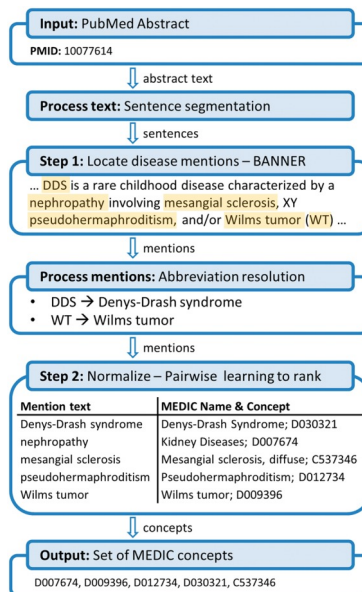 Input: PubMed Abstract
PMID: 10077614
abstract text
Process text: Sentence segmentation
sentences
Step 1: Locate disease mentions – BANNER
... DDS is a rare childhood disease characterized by a
nephropathy involving mesangial sclerosis, XY
pseudohermaphroditism, and/or Wilms tumor (WT) ...
mentions
Process mentions: Abbreviation resolution
• DDS → Denys-Drash syndrome
• WT → Wilms tumor
mentions
Step 2: Normalize – Pairwise learning to rank
Mention text MEDIC Name & Concept
Denys-Drash syndrome Denys-Drash Syndrome; D030321
nephropathy Kidney Diseases; D007674
mesangial sclerosis Mesangial sclerosis, diffuse; C537346
pseudohermaphroditism Pseudohermaphroditism; D012734
Wilms tumor Wilms tumor; D009396
concepts
Output: Set of MEDIC concepts
D007674, D009396, D012734, D030321, C537346